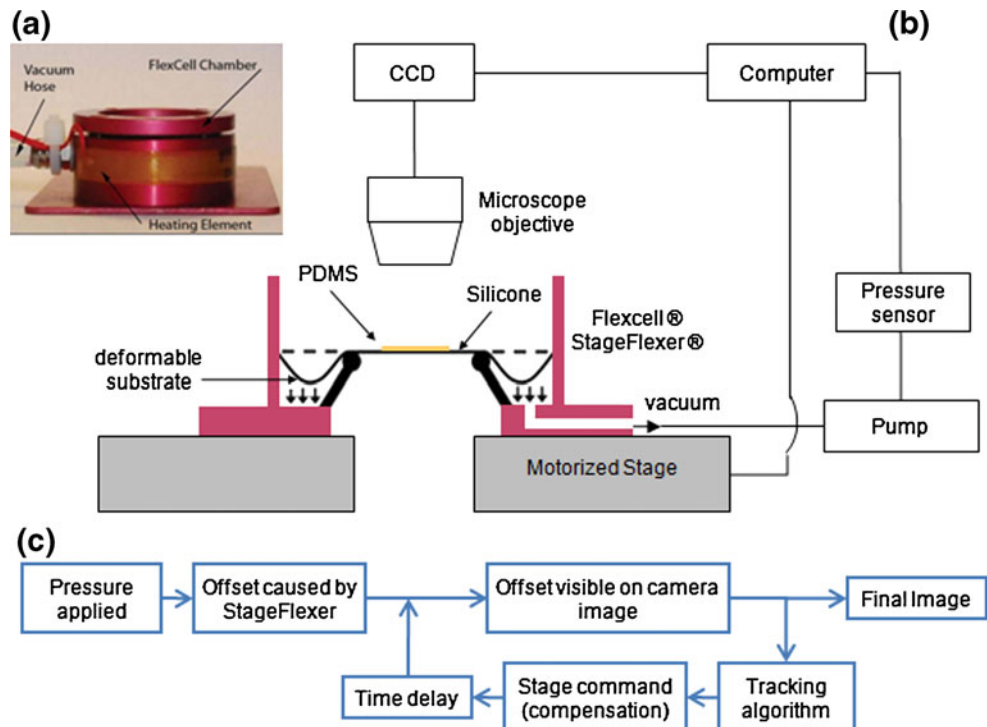 (a)
(b)
Vacuum
Hose
FlexCell Chamber
Heating Element
CCD
Computer
Microscope
objective
PDMS
Silicone
Flexcell ®
StageFlexer ®
Pressure
sensor
deformable
substrate
vacuum
Pump
Motorized Stage
(c)
Pressure
applied
Offset caused by
StageFlexer
Offset visible on camera
image
Final Image
Time delay
Stage command
(compensation)
Tracking
algorithm